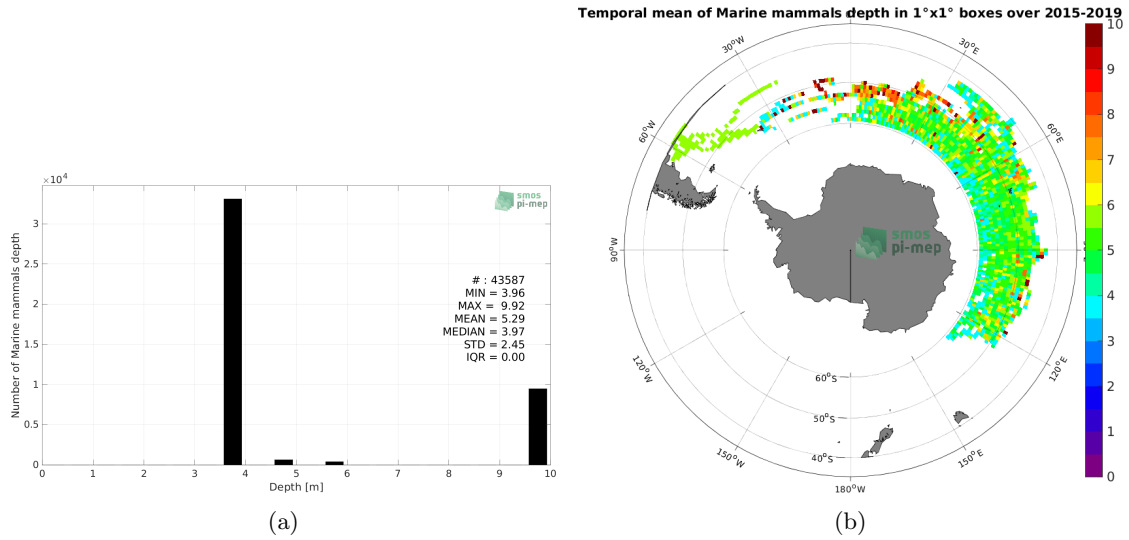 ×10⁴
3
2.5
2
1.5
1
0.5
0
Number of Marine mammals depth
smos
pi-mep
# : 43587
MIN = 3.96
MAX = 9.92
MEAN = 5.29
MEDIAN = 3.97
STD = 2.45
IQR = 0.00
0 1 2 3 4 5 6 7 8 9 10
Depth [m]
(a)
Temporal mean of Marine mammals depth in 1°x1° boxes over 2015-2019
30°W
30°E
60°W
60°E
90°W
120°W
120°E
150°W
150°E
180°W
60°S
50°S
40°S
smos
pi-mep
10
9
8
7
6
5
4
3
2
1
0
(b)